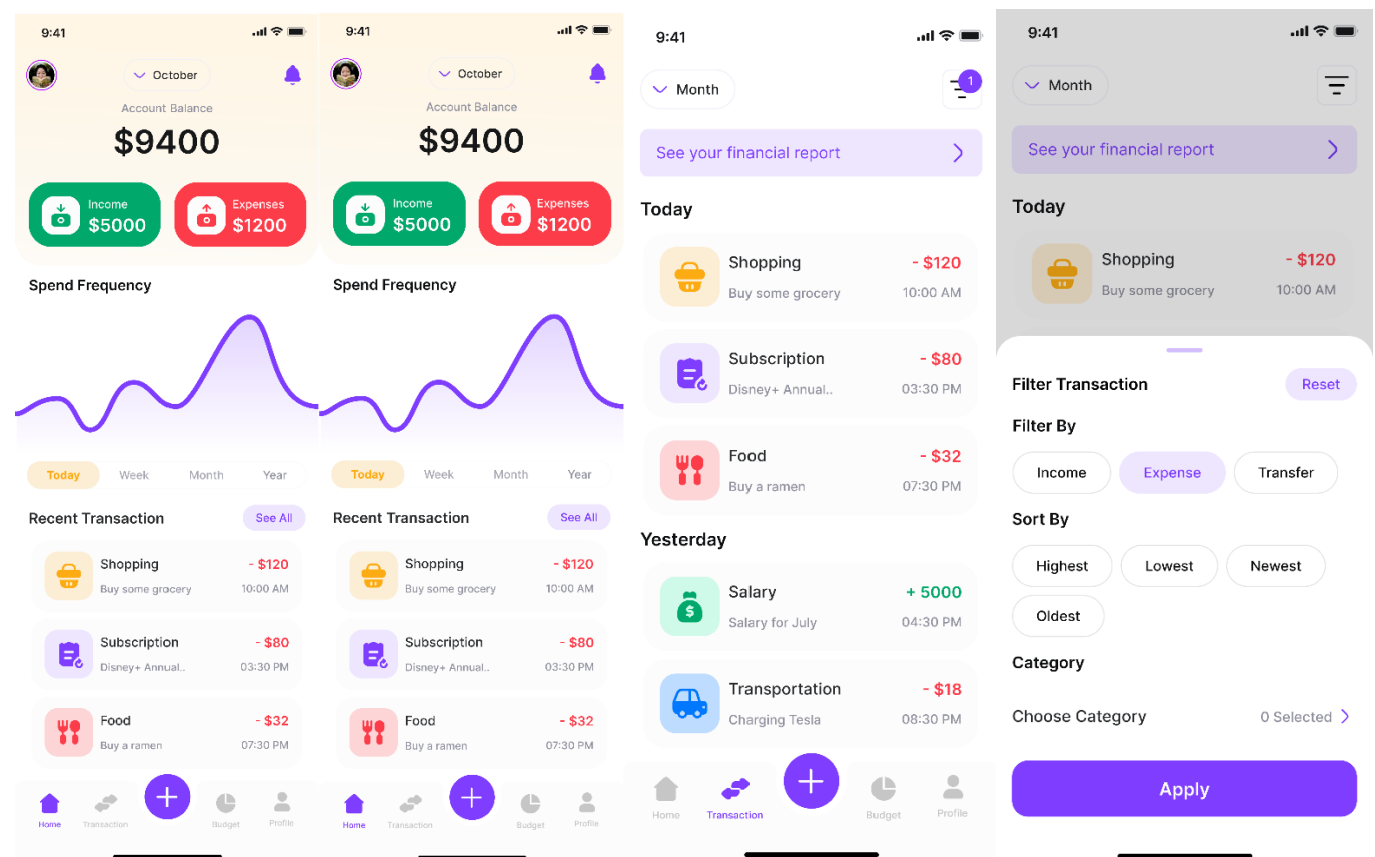 9:41
October
Account Balance
$9400
Income
$5000
Expenses
$1200
Spend Frequency
Today Week Month Year
Recent Transaction See All
Shopping - $120
Buy some grocery 10:00 AM
Subscription - $80
Disney+ Annual.. 03:30 PM
Food - $32
Buy a ramen 07:30 PM
Home Transaction Budget Profile
9:41
October
Account Balance
$9400
Income
$5000
Expenses
$1200
Spend Frequency
Today Week Month Year
Recent Transaction See All
Shopping - $120
Buy some grocery 10:00 AM
Subscription - $80
Disney+ Annual.. 03:30 PM
Food - $32
Buy a ramen 07:30 PM
Home Transaction Budget Profile
9:41
Month 1
See your financial report
Today
Shopping - $120
Buy some grocery 10:00 AM
Subscription - $80
Disney+ Annual.. 03:30 PM
Food - $32
Buy a ramen 07:30 PM
Yesterday
Salary + 5000
Salary for July 04:30 PM
Transportation - $18
Charging Tesla 08:30 PM
Home Transaction Budget Profile
9:41
Month
See your financial report
Today
Shopping - $120
Buy some grocery 10:00 AM
Filter Transaction Reset
Filter By
Income Expense Transfer
Sort By
Highest Lowest Newest
Oldest
Category
Choose Category 0 Selected
Apply